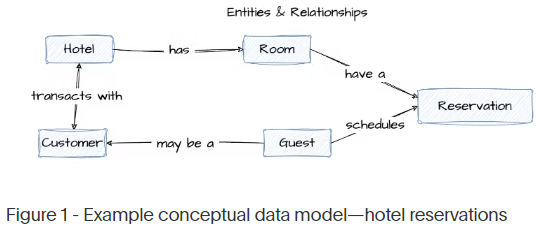 Entities & Relationships
Hotel
has
Room
have a
transacts with
Reservation
schedules
Customer
may be a
Guest
Figure 1 - Example conceptual data model—hotel reservations